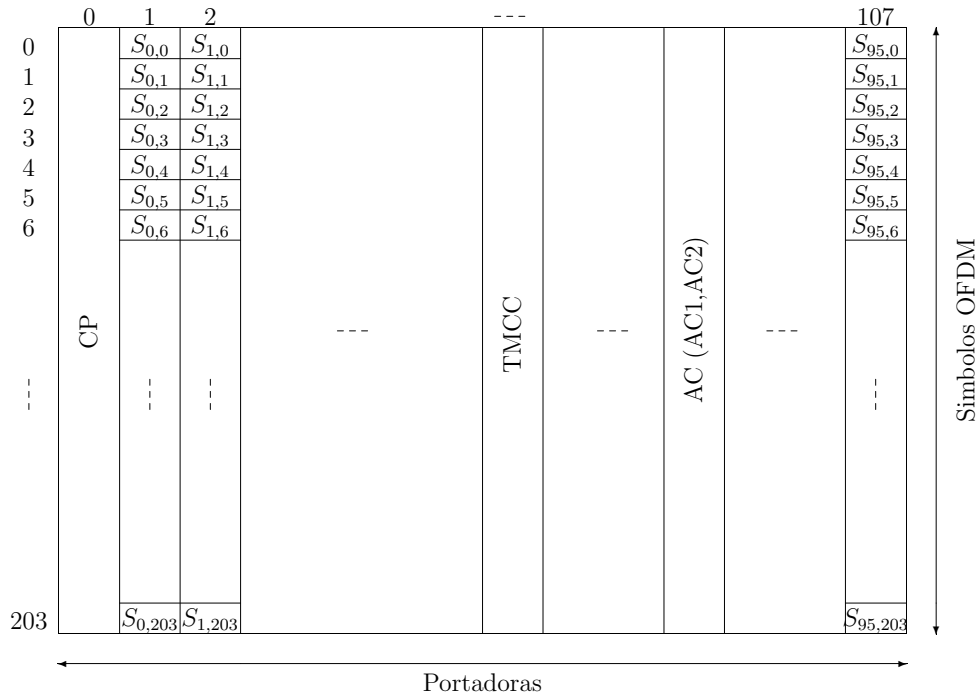 0 1 2 --- 107
0 S0,0 S1,0 S95,0
1 S0,1 S1,1 S95,1
2 S0,2 S1,2 S95,2
3 S0,3 S1,3 S95,3
4 S0,4 S1,4 S95,4
5 S0,5 S1,5 S95,5
6 S0,6 S1,6 S95,6
CP --- TMCC --- AC (AC1,AC2) --- Simbolos OFDM
--- --- --- ---
203 S0,203 S1,203 S95,203
Portadoras